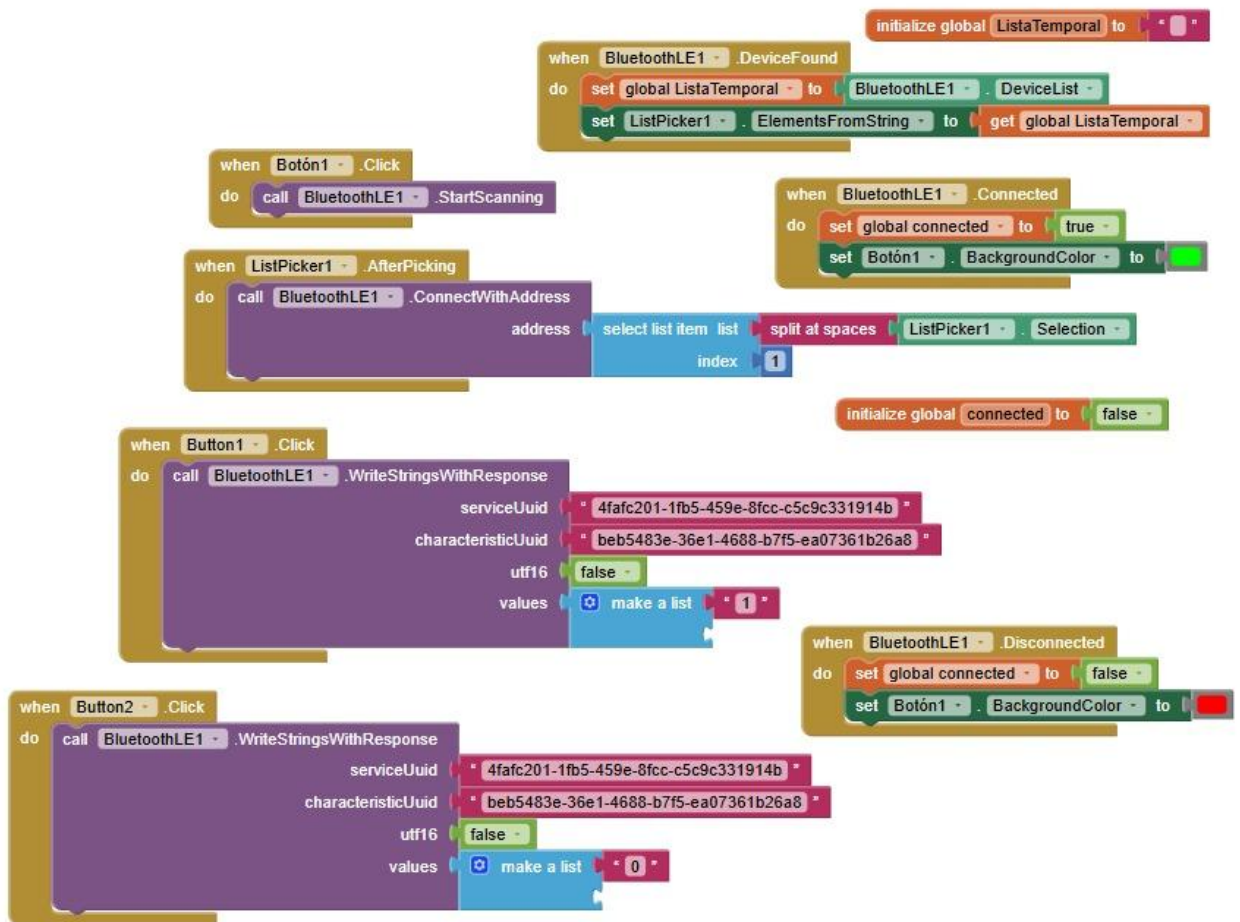 initialize global ListaTemporal to " "
when BluetoothLE1 .DeviceFound
do set global ListaTemporal to BluetoothLE1 . DeviceList
set ListPicker1 . ElementsFromString to get global ListaTemporal
when Botón1 .Click
do call BluetoothLE1 .StartScanning
when BluetoothLE1 .Connected
do set global connected to true
set Botón1 . BackgroundColor to
when ListPicker1 .AfterPicking
do call BluetoothLE1 .ConnectWithAddress
address select list item list split at spaces ListPicker1 . Selection
index 1
initialize global connected to false
when Button1 .Click
do call BluetoothLE1 .WriteStringsWithResponse
serviceUuid " 4fafc201-1fb5-459e-8fcc-c5c9c331914b "
characteristicUuid " beb5483e-36e1-4688-b7f5-ea07361b26a8 "
utf16 false
values make a list " 1 "
when BluetoothLE1 .Disconnected
do set global connected to false
set Botón1 . BackgroundColor to
when Button2 .Click
do call BluetoothLE1 .WriteStringsWithResponse
serviceUuid " 4fafc201-1fb5-459e-8fcc-c5c9c331914b "
characteristicUuid " beb5483e-36e1-4688-b7f5-ea07361b26a8 "
utf16 false
values make a list " 0 "